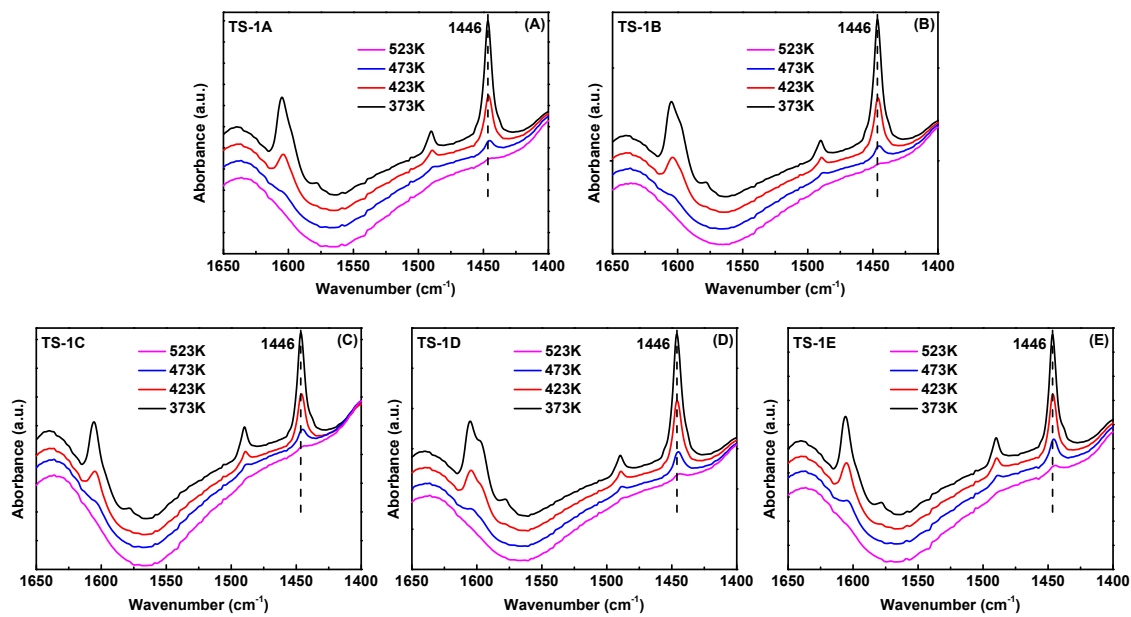 TS-1A
1446
(A)
523K
473K
423K
373K
Absorbance (a.u.)
1650 1600 1550 1500 1450 1400
Wavenumber (cm⁻¹)
TS-1B
1446
(B)
523K
473K
423K
373K
Absorbance (a.u.)
1650 1600 1550 1500 1450 1400
Wavenumber (cm⁻¹)
TS-1C
1446
(C)
523K
473K
423K
373K
Absorbance (a.u.)
1650 1600 1550 1500 1450 1400
Wavenumber (cm⁻¹)
TS-1D
1446
(D)
523K
473K
423K
373K
Absorbance (a.u.)
1650 1600 1550 1500 1450 1400
Wavenumber (cm⁻¹)
TS-1E
1446
(E)
523K
473K
423K
373K
Absorbance (a.u.)
1650 1600 1550 1500 1450 1400
Wavenumber (cm⁻¹)